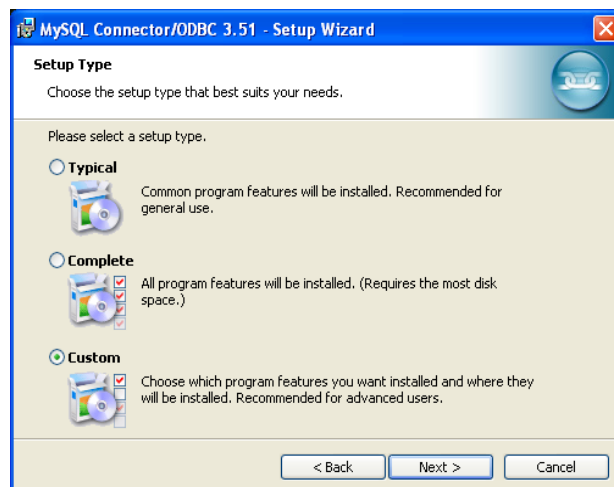 MySQL Connector/ODBC 3.51 - Setup Wizard
Setup Type
Choose the setup type that best suits your needs.
Please select a setup type.
Typical
Common program features will be installed. Recommended for
general use.
Complete
All program features will be installed. (Requires the most disk
space.)
Custom
Choose which program features you want installed and where they
will be installed. Recommended for advanced users.
< Back
Next >
Cancel